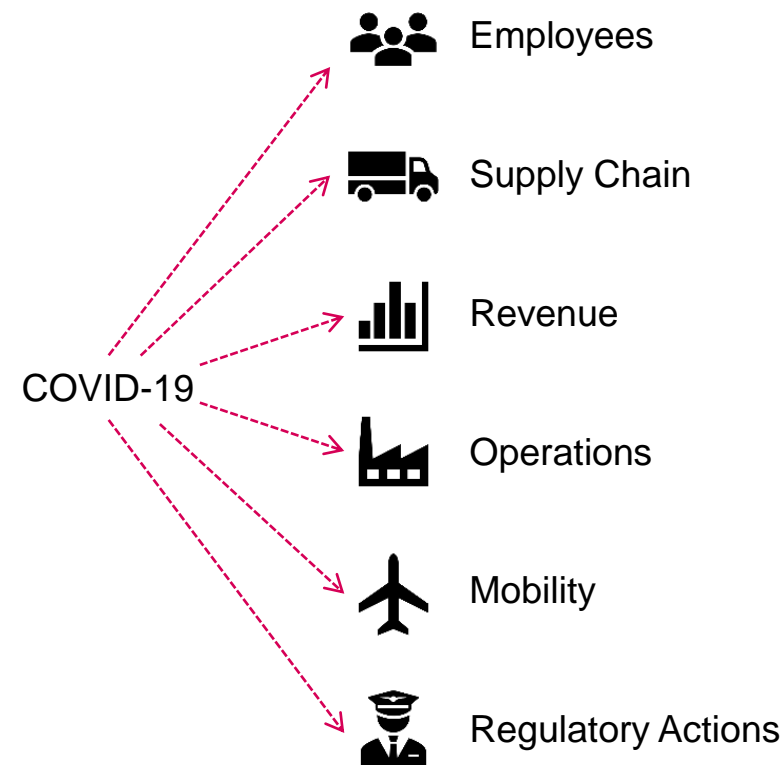 Employees
Supply Chain
Revenue
COVID-19
Operations
Mobility
Regulatory Actions